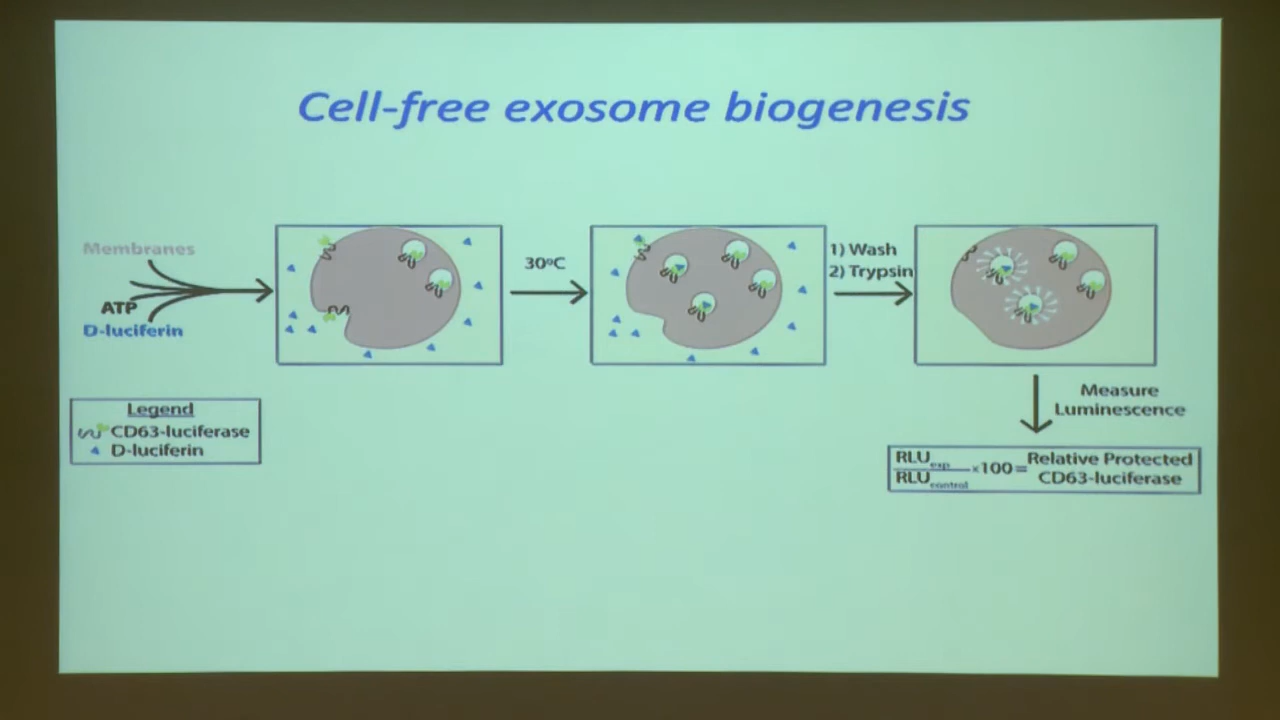 Cell-free exosome biogenesis
Membranes
ATP
D-luciferin
30°C
1) Wash
2) Trypsin
Legend
CD63-luciferase
D-luciferin
Measure
Luminescence
RLU exp
RLU control
×100 =
Relative Protected
CD63-luciferase